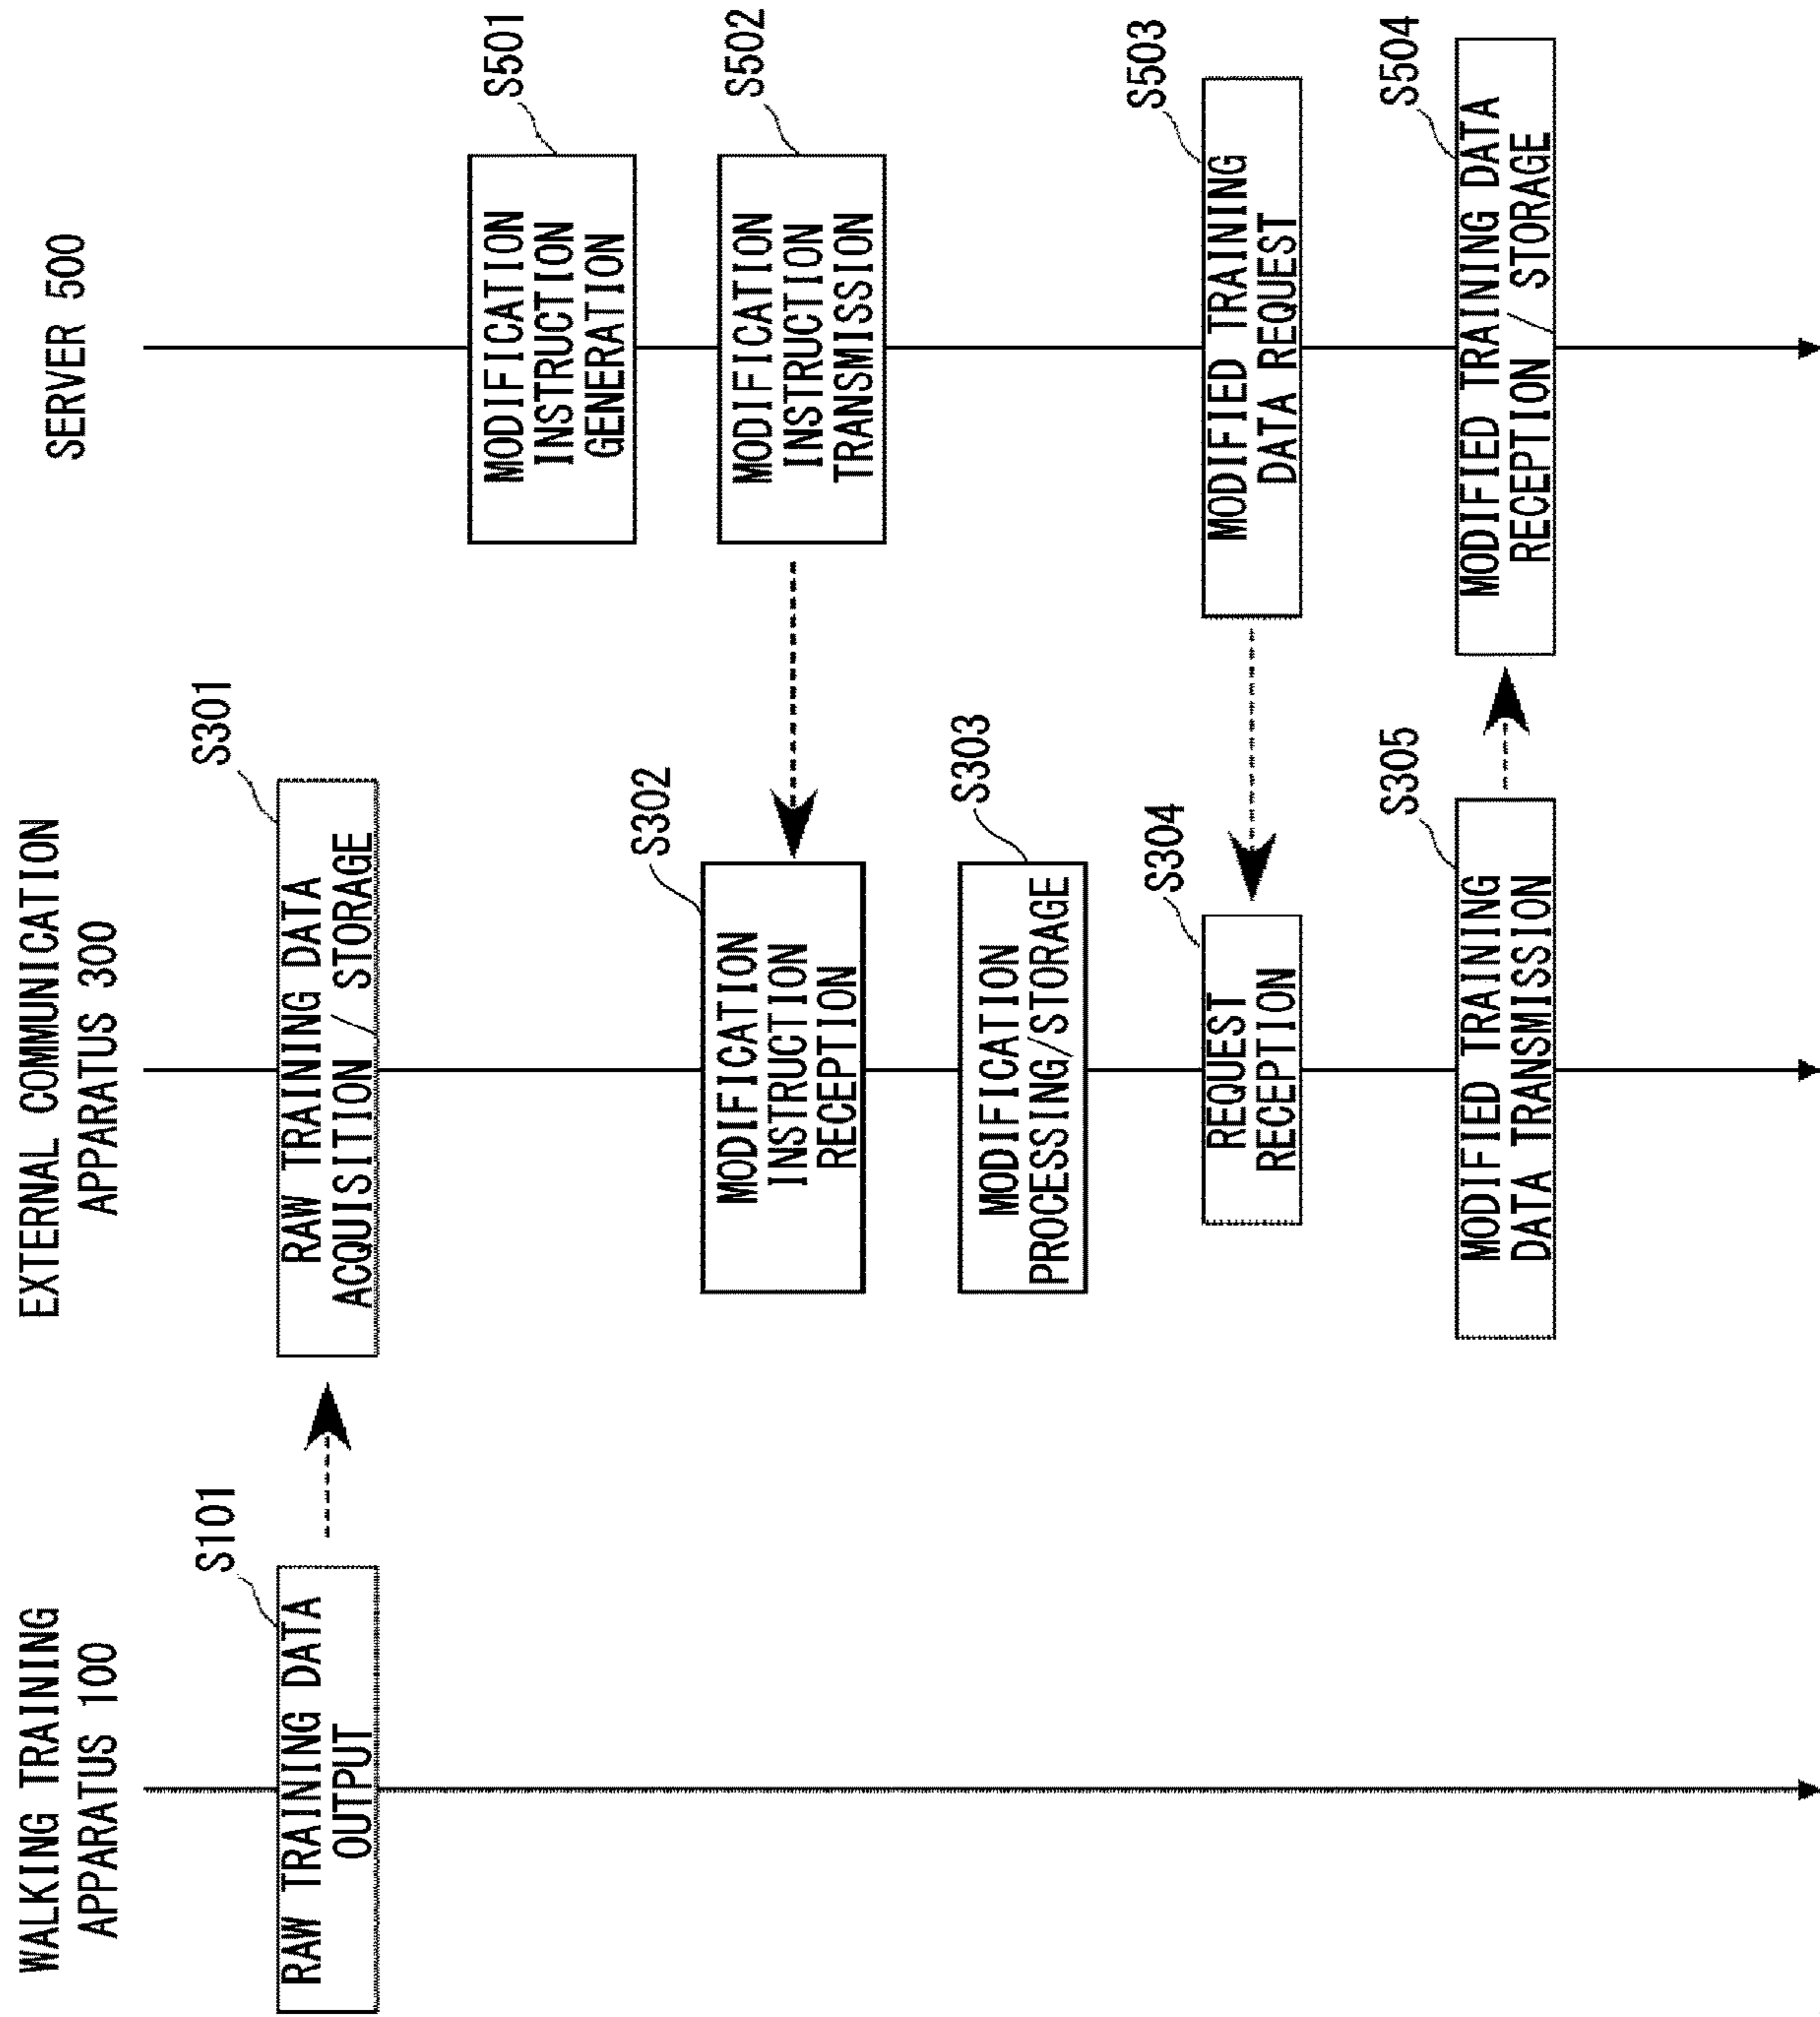 WALKING TRAINING
APPARATUS 100
EXTERNAL COMMUNICATION
APPARATUS 300
SERVER 500
S101
RAW TRAINING DATA
OUTPUT
S301
RAW TRAINING DATA
ACQUISITION / STORAGE
S501
MODIFICATION
INSTRUCTION
GENERATION
S502
MODIFICATION
INSTRUCTION
TRANSMISSION
S302
MODIFICATION
INSTRUCTION
RECEPTION
S303
MODIFICATION
PROCESSING/STORAGE
S503
MODIFIED TRAINING
DATA REQUEST
S304
REQUEST
RECEPTION
S305
MODIFIED TRAINING
DATA TRANSMISSION
S504
MODIFIED TRAINING DATA
RECEPTION / STORAGE